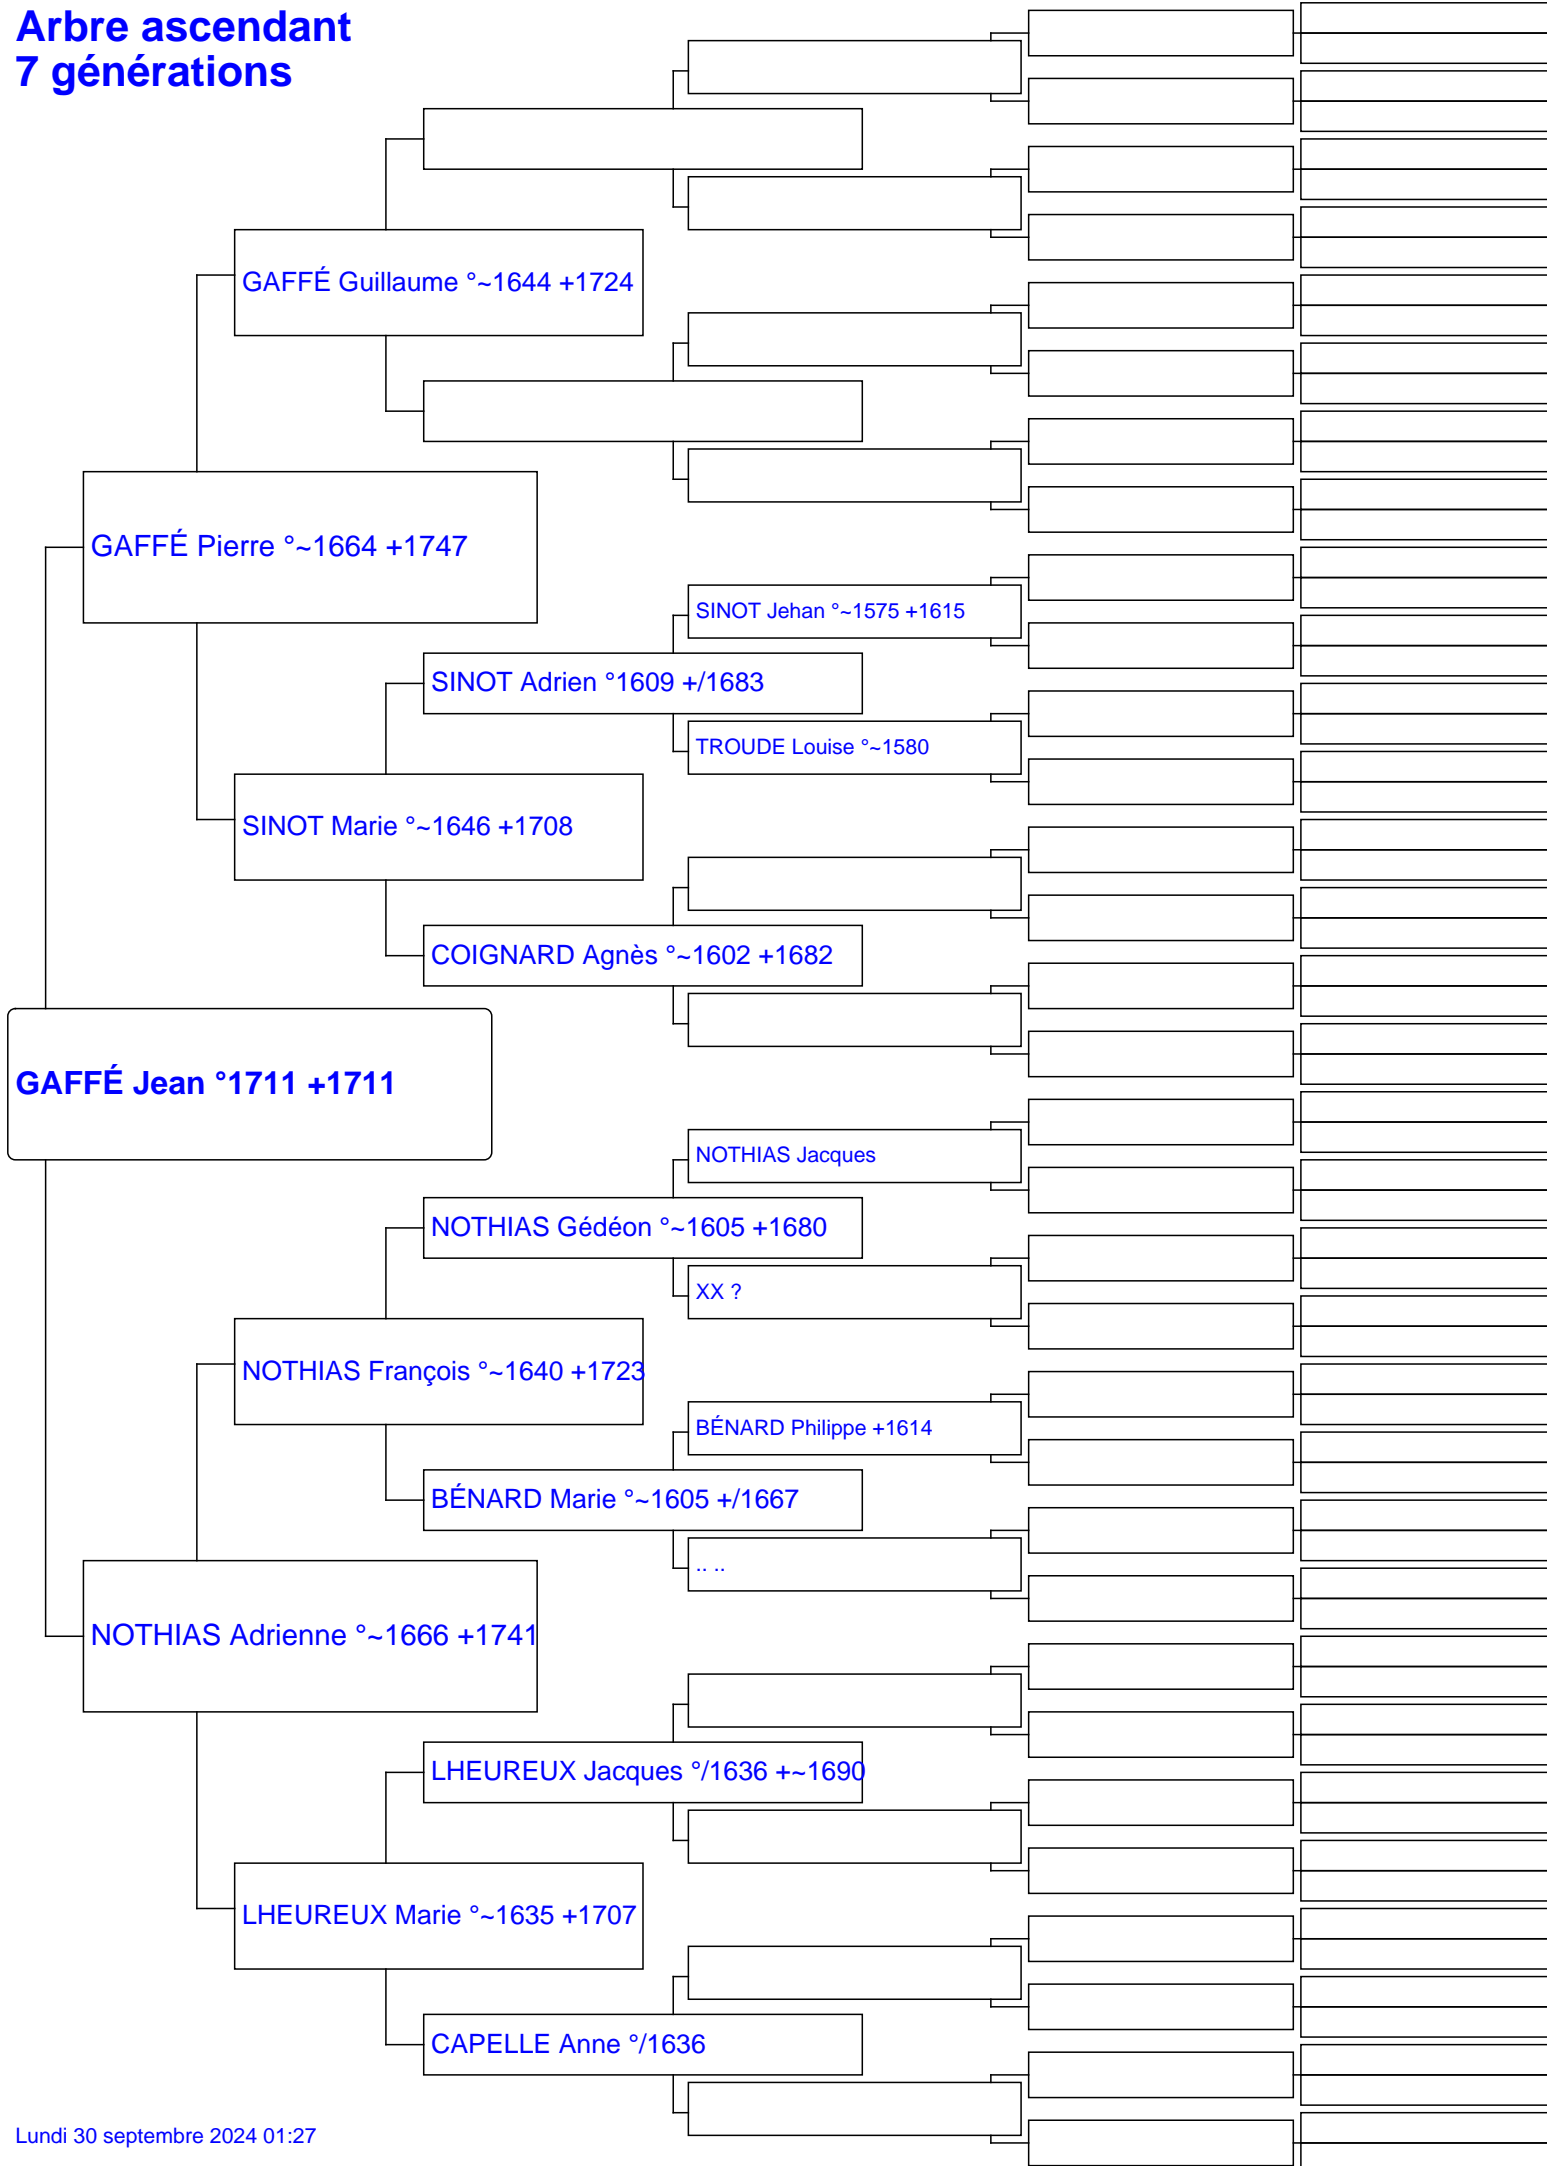 Arbre ascendant
7 générations
GAFFÉ Guillaume °~1644 +1724
GAFFÉ Pierre °~1664 +1747
SINOT Jehan °~1575 +1615
SINOT Adrien °1609 +/1683
TROUDE Louise °~1580
SINOT Marie °~1646 +1708
COIGNARD Agnès °~1602 +1682
GAFFÉ Jean °1711 +1711
NOTHIAS Jacques
NOTHIAS Gédéon °~1605 +1680
XX ?
NOTHIAS François °~1640 +1723
BÉNARD Philippe +1614
BÉNARD Marie °~1605 +/1667
.. ..
NOTHIAS Adrienne °~1666 +1741
LHEUREUX Jacques °/1636 +~1690
LHEUREUX Marie °~1635 +1707
CAPELLE Anne °/1636
Lundi 30 septembre 2024 01:27